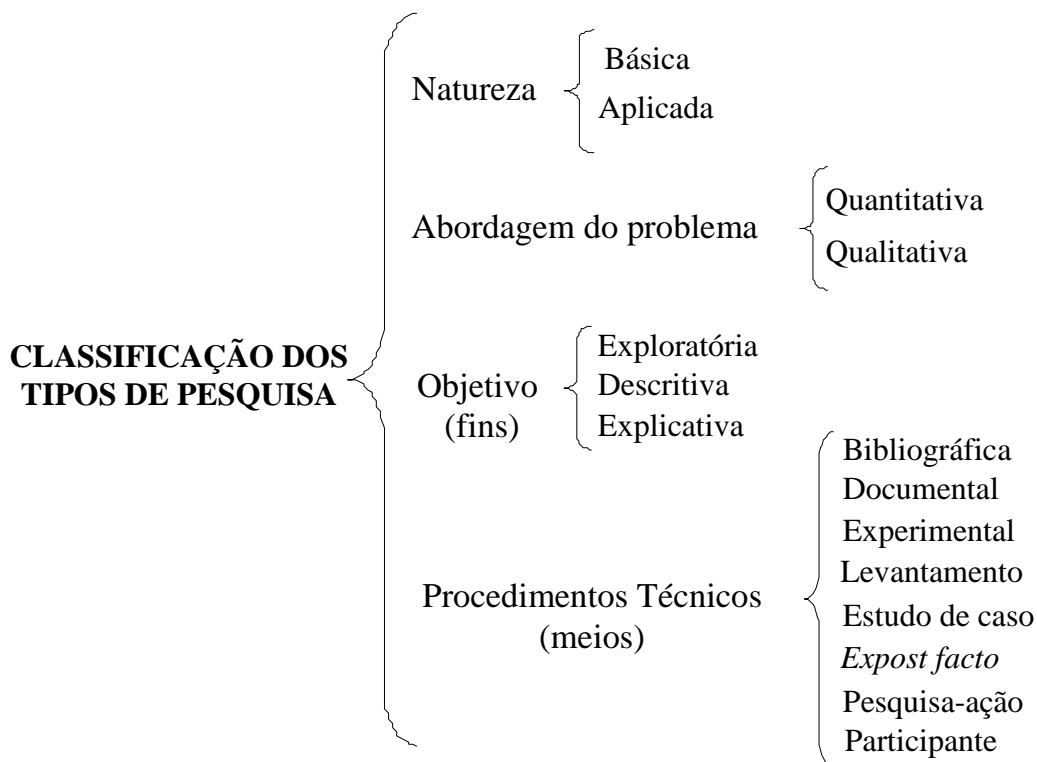 CLASSIFICAÇÃO DOS
TIPOS DE PESQUISA
Natureza
Básica
Aplicada
Abordagem do problema
Quantitativa
Qualitativa
Objetivo
(fins)
Exploratória
Descritiva
Explicativa
Procedimentos Técnicos
(meios)
Bibliográfica
Documental
Experimental
Levantamento
Estudo de caso
Expost facto
Pesquisa-ação
Participante